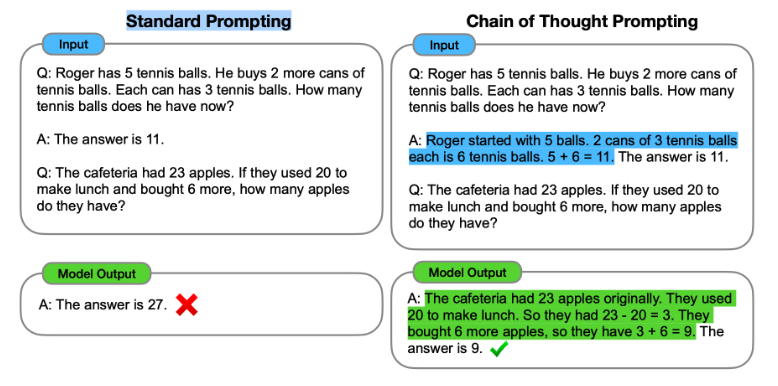 Standard Prompting
Input
Q: Roger has 5 tennis balls. He buys 2 more cans of
tennis balls. Each can has 3 tennis balls. How many
tennis balls does he have now?
A: The answer is 11.
Q: The cafeteria had 23 apples. If they used 20 to
make lunch and bought 6 more, how many apples
do they have?
Model Output
A: The answer is 27.
Chain of Thought Prompting
Input
Q: Roger has 5 tennis balls. He buys 2 more cans of
tennis balls. Each can has 3 tennis balls. How many
tennis balls does he have now?
A: Roger started with 5 balls. 2 cans of 3 tennis balls
each is 6 tennis balls. 5 + 6 = 11. The answer is 11.
Q: The cafeteria had 23 apples. If they used 20 to
make lunch and bought 6 more, how many apples
do they have?
Model Output
A: The cafeteria had 23 apples originally. They used
20 to make lunch. So they had 23 - 20 = 3. They
bought 6 more apples, so they have 3 + 6 = 9. The
answer is 9.